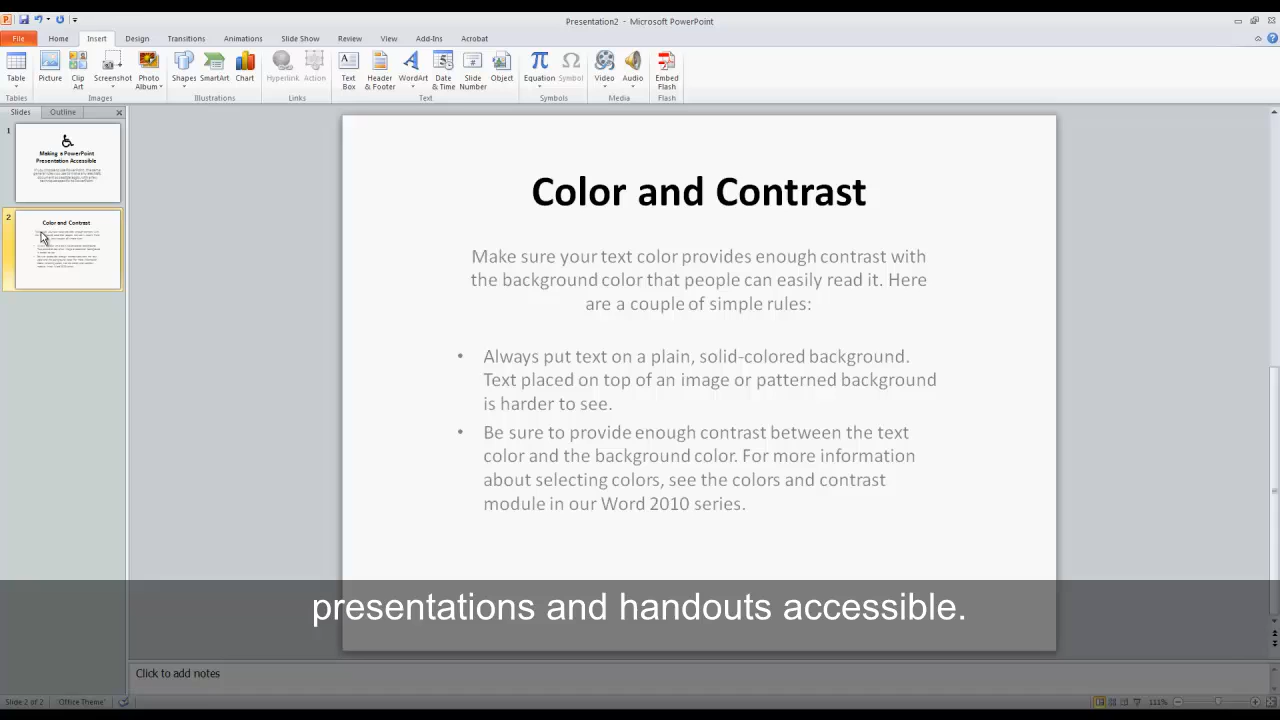 Presentation2 - Microsoft PowerPoint
File Home Insert Design Transitions Animations Slide Show Review View Add-Ins Acrobat
Table Picture Clip Art Screenshot Photo Album Shapes SmartArt Chart Hyperlink Action Text Box Header & Footer WordArt Date & Time Slide Number Object Equation Symbol Video Audio Embed Flash
Tables Images Illustrations Links Text Symbols Media Flash
Slides Outline
1
Making a PowerPoint
Presentation Accessible
2
Color and Contrast
Color and Contrast
Make sure your text color provides enough contrast with
the background color that people can easily read it. Here
are a couple of simple rules:
• Always put text on a plain, solid-colored background.
Text placed on top of an image or patterned background
is harder to see.
• Be sure to provide enough contrast between the text
color and the background color. For more information
about selecting colors, see the colors and contrast
module in our Word 2010 series.
presentations and handouts accessible.
Click to add notes
Slide 2 of 2 'Office Theme' 111%